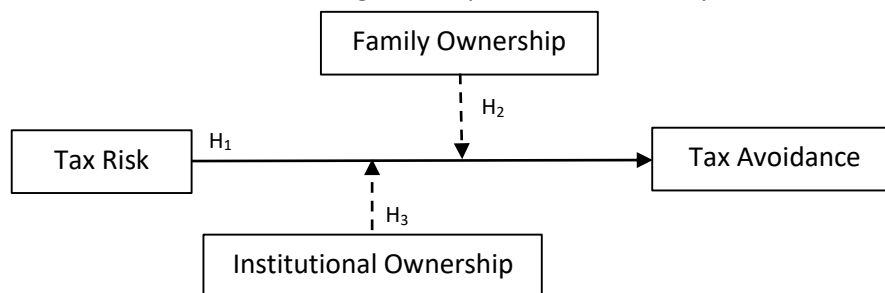 Family Ownership
H2
H1
Tax Risk
Tax Avoidance
H3
Institutional Ownership